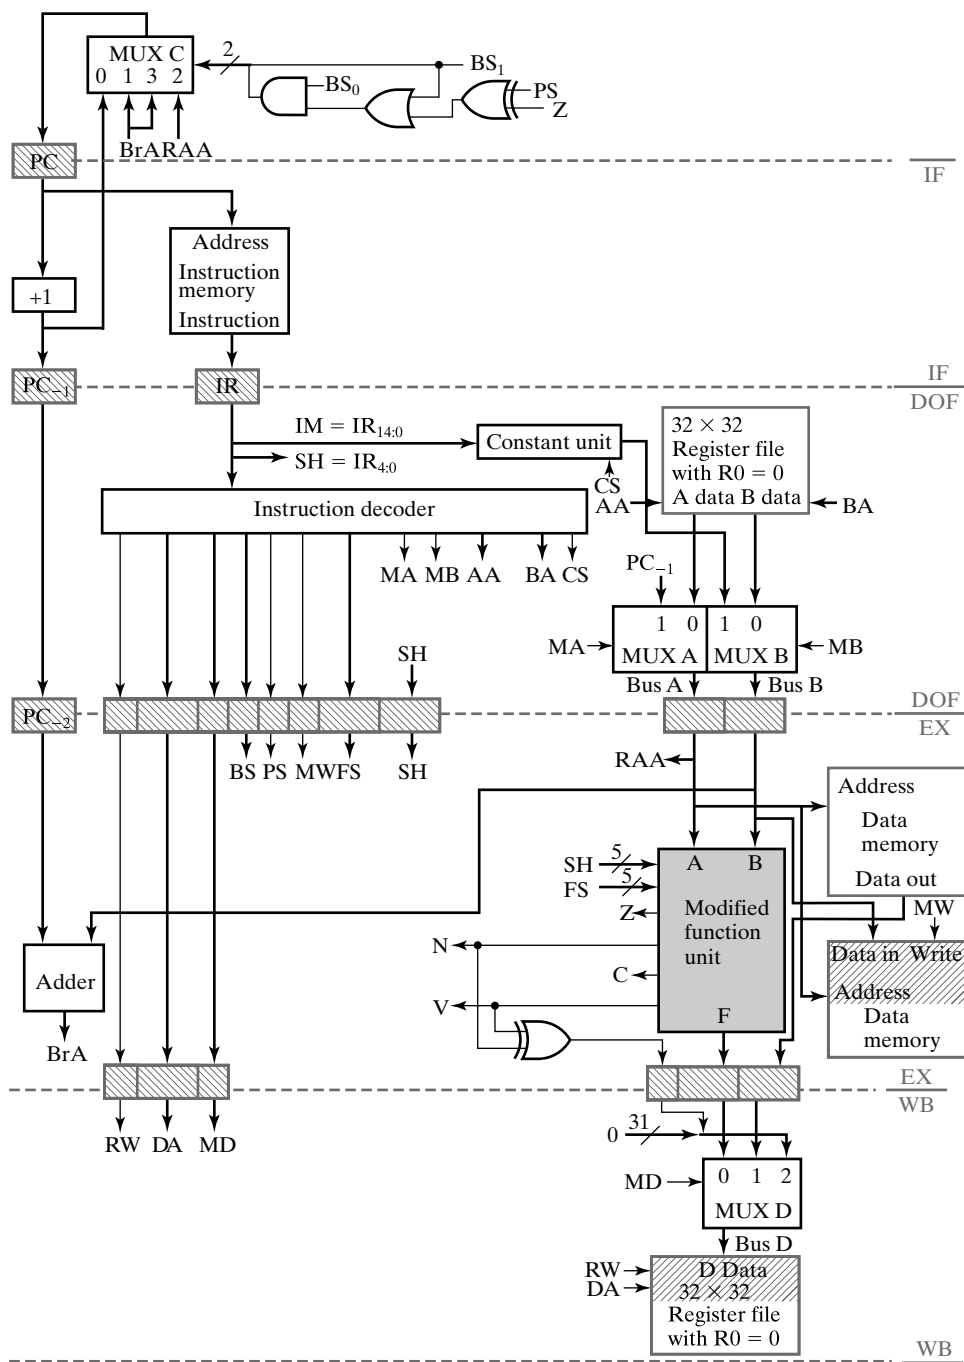 MUX C
0 1 3 2
2
BS1
BS0
PS
Z
BrA
RAA
PC
IF
Address
Instruction
memory
Instruction
+1
PC−1
IR
IF
DOF
IM = IR14:0
SH = IR4:0
Constant unit
CS
AA
32 × 32
Register file
with R0 = 0
A data B data
BA
Instruction decoder
MA MB AA BA CS
PC−1
1 0 1 0
MUX A MUX B
MA
MB
SH
Bus A
Bus B
PC−2
DOF
EX
BS PS MW FS SH
RAA
Address
Data
memory
Data out
SH
5
FS
5
A B
Modified
function
unit
F
Z
N
C
V
MW
Data in Write
Address
Data
memory
Adder
BrA
EX
WB
RW DA MD
0
31
MD
0 1 2
MUX D
Bus D
RW
DA
D Data
32 × 32
Register file
with R0 = 0
WB